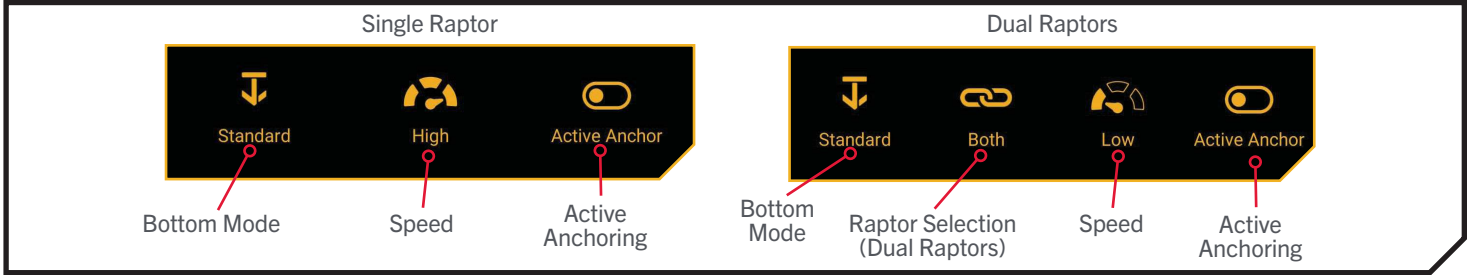 Single Raptor
Standard
High
Active Anchor
Bottom Mode
Speed
Active
Anchoring
Dual Raptors
Standard
Both
Low
Active Anchor
Bottom
Mode
Raptor Selection
(Dual Raptors)
Speed
Active
Anchoring